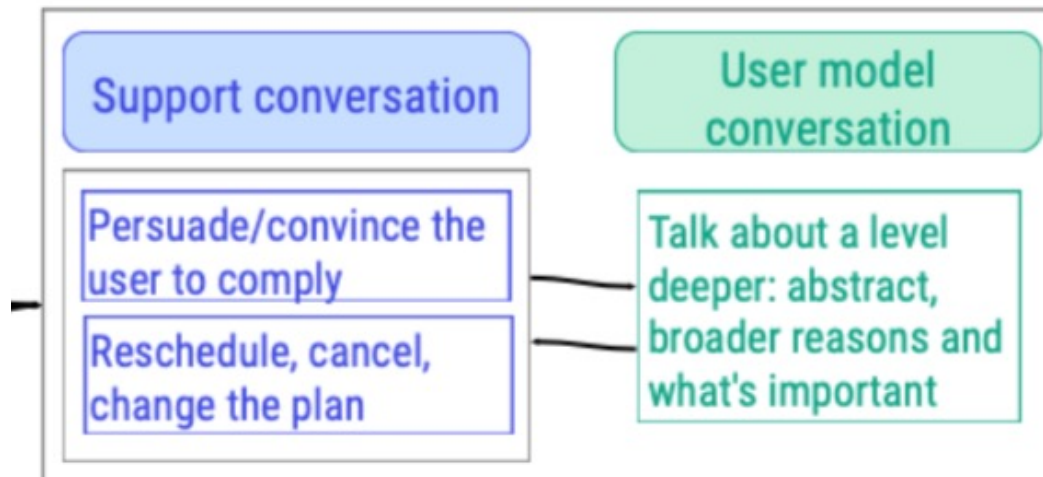 Support conversation
User model
conversation
Persuade/convince the
user to comply
Reschedule, cancel,
change the plan
Talk about a level
deeper: abstract,
broader reasons and
what's important